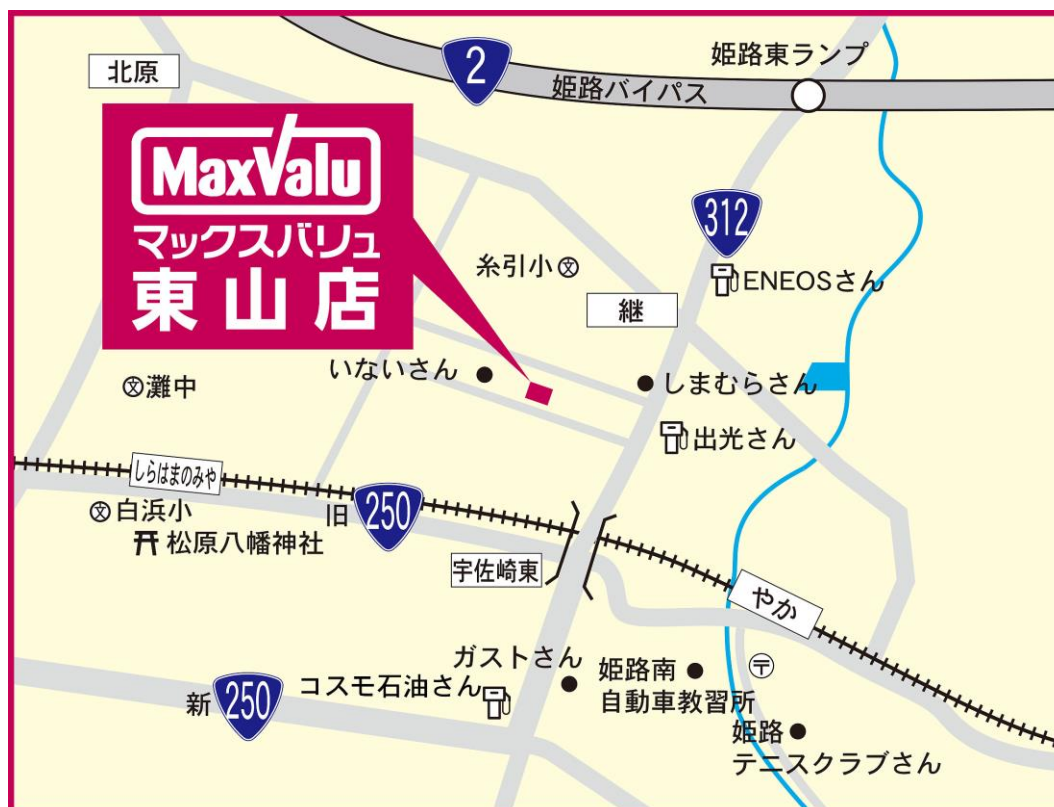 北原
2
姫路東ランプ
姫路バイパス
MaxValu
マックスバリュ
東山店
312
糸引小 文
ENEOSさん
継
いないさん
しまむらさん
文 灘中
出光さん
しらはまのみや
文 白浜小
旧 250
松原八幡神社
宇佐崎東
やか
ガストさん
姫路南
自動車教習所
〒
コスモ石油さん
新 250
姫路
テニスクラブさん